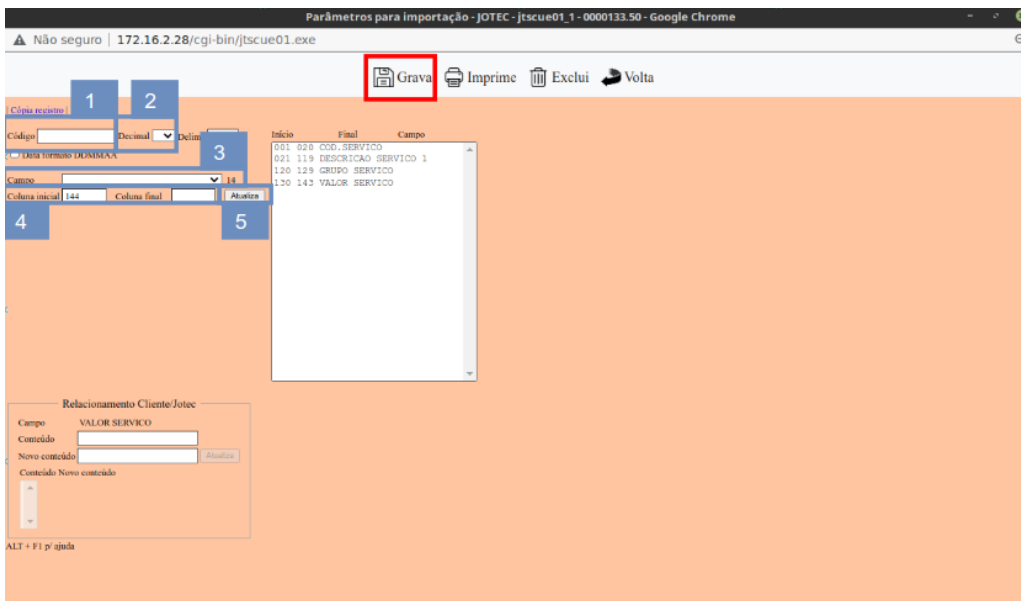 Parâmetros para importação - JOTEC - jtscue01_1 - 0000133.50 - Google Chrome
Não seguro | 172.16.2.28/cgi-bin/jtscue01.exe
Grava Imprime Exclui Volta
| Cópia registro |
1 2
Código Decimal Delim
Data formato DDMMAA
3
Campo 14
Coluna inicial 144 Coluna final Atualiza
4 5
Início Final Campo
001 020 COD.SERVICO
021 119 DESCRICAO SERVICO 1
120 129 GRUPO SERVICO
130 143 VALOR SERVICO
Relacionamento Cliente/Jotec
Campo VALOR SERVICO
Conteúdo
Novo conteúdo Atualiza
Conteúdo Novo conteúdo
ALT + F1 p/ ajuda